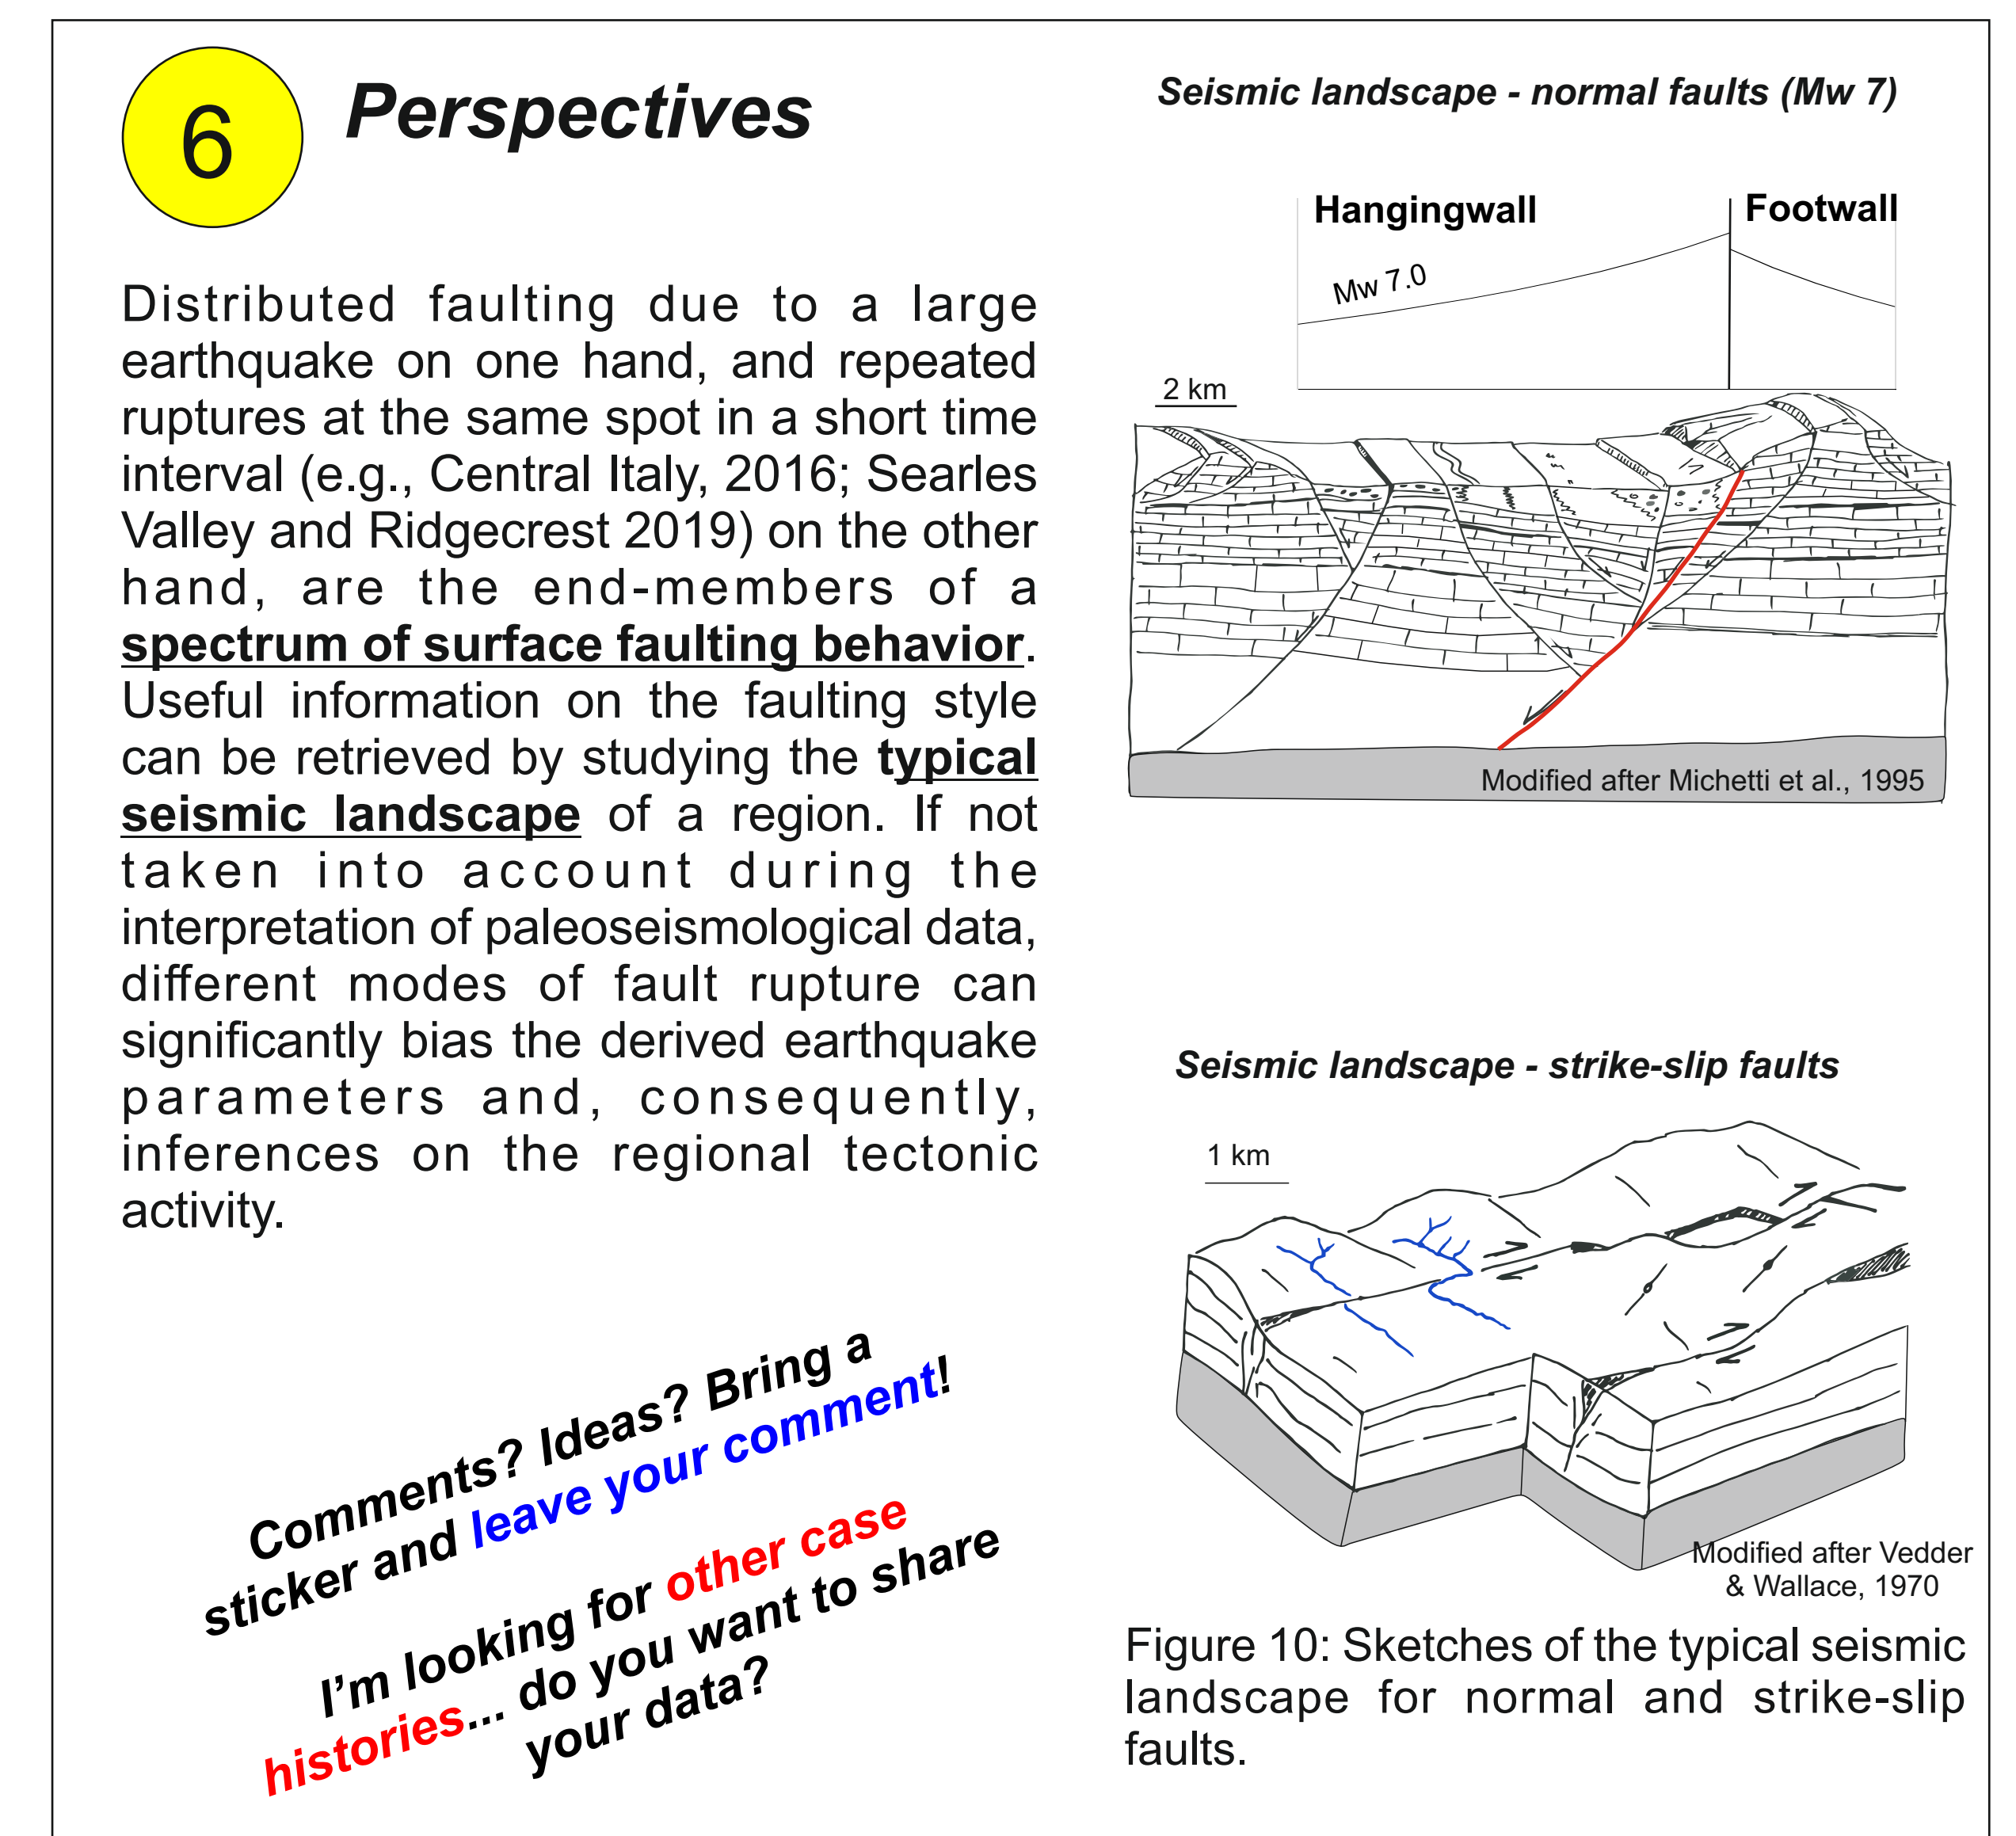 6
Perspectives
Distributed faulting due to a large
earthquake on one hand, and repeated
ruptures at the same spot in a short time
interval (e.g., Central Italy, 2016; Searles
Valley and Ridgecrest 2019) on the other
hand, are the end-members of a
spectrum of surface faulting behavior.
Useful information on the faulting style
can be retrieved by studying the typical
seismic landscape of a region. If not
taken into account during the
interpretation of paleoseismological data,
different modes of fault rupture can
significantly bias the derived earthquake
parameters and, consequently,
inferences on the regional tectonic
activity.
Comments? Ideas? Bring a
sticker and leave your comment!
I'm looking for other case
histories... do you want to share
your data?
Seismic landscape - normal faults (Mw 7)
Hangingwall
Footwall
Mw 7.0
2 km
Modified after Michetti et al., 1995
Seismic landscape - strike-slip faults
1 km
Modified after Vedder
& Wallace, 1970
Figure 10: Sketches of the typical seismic
landscape for normal and strike-slip
faults.